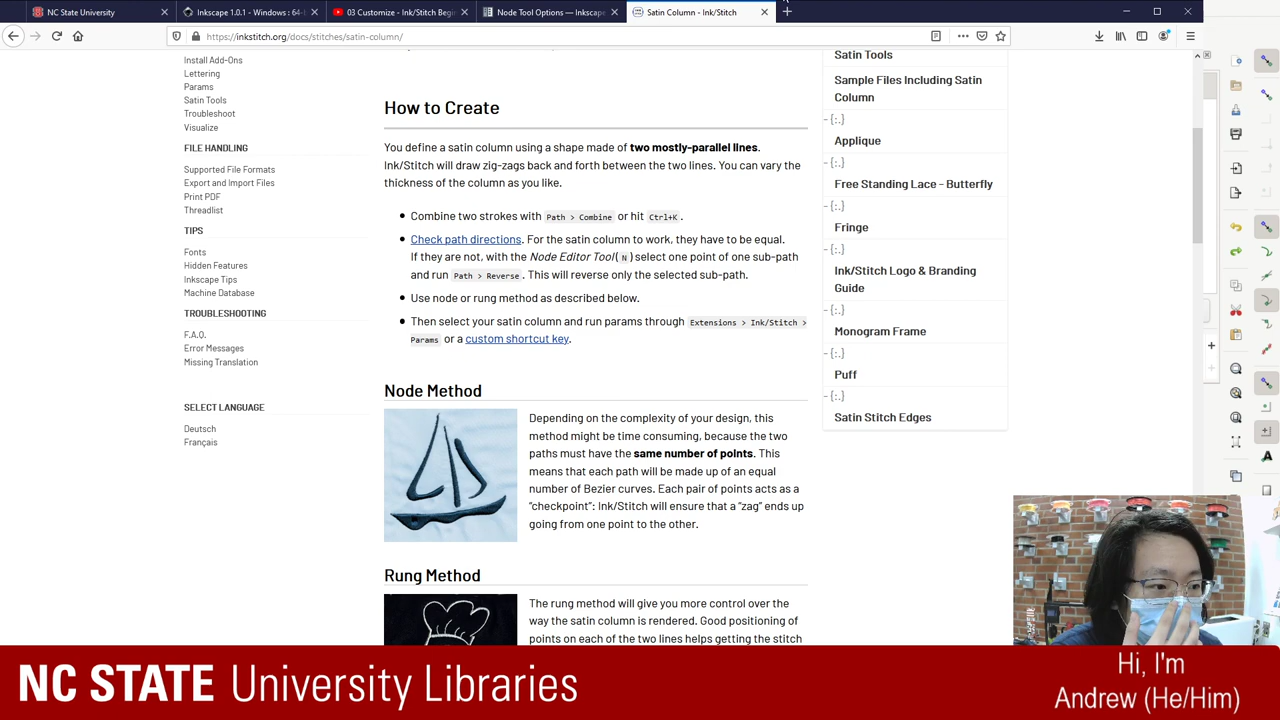 NC State University
Inkscape 1.0.1 - Windows : 64-
03 Customize - Ink/Stitch Begi
Node Tool Options — Inkscape
Satin Column - Ink/Stitch
https://inkstitch.org/docs/stitches/satin-column/
Install Add-Ons
Lettering
Params
Satin Tools
Troubleshoot
Visualize
FILE HANDLING
Supported File Formats
Export and Import Files
Print PDF
Threadlist
TIPS
Fonts
Hidden Features
Inkscape Tips
Machine Database
TROUBLESHOOTING
F.A.Q.
Error Messages
Missing Translation
SELECT LANGUAGE
Deutsch
Français
How to Create
You define a satin column using a shape made of two mostly-parallel lines.
Ink/Stitch will draw zig-zags back and forth between the two lines. You can vary the
thickness of the column as you like.
Combine two strokes with Path > Combine or hit Ctrl+K.
Check path directions. For the satin column to work, they have to be equal.
If they are not, with the Node Editor Tool( N ) select one point of one sub-path
and run Path > Reverse. This will reverse only the selected sub-path.
Use node or rung method as described below.
Then select your satin column and run params through Extensions > Ink/Stitch >
Params or a custom shortcut key.
Node Method
Depending on the complexity of your design, this
method might be time consuming, because the two
paths must have the same number of points. This
means that each path will be made up of an equal
number of Bezier curves. Each pair of points acts as a
“checkpoint”: Ink/Stitch will ensure that a “zag” ends up
going from one point to the other.
Rung Method
The rung method will give you more control over the
way the satin column is rendered. Good positioning of
points on each of the two lines helps getting the stitch
Satin Tools
Sample Files Including Satin
Column
- {:.}
Applique
- {:.}
Free Standing Lace - Butterfly
- {:.}
Fringe
- {:.}
Ink/Stitch Logo & Branding
Guide
- {:.}
Monogram Frame
- {:.}
Puff
- {:.}
Satin Stitch Edges
NC STATE University Libraries
Hi, I'm
Andrew (He/Him)